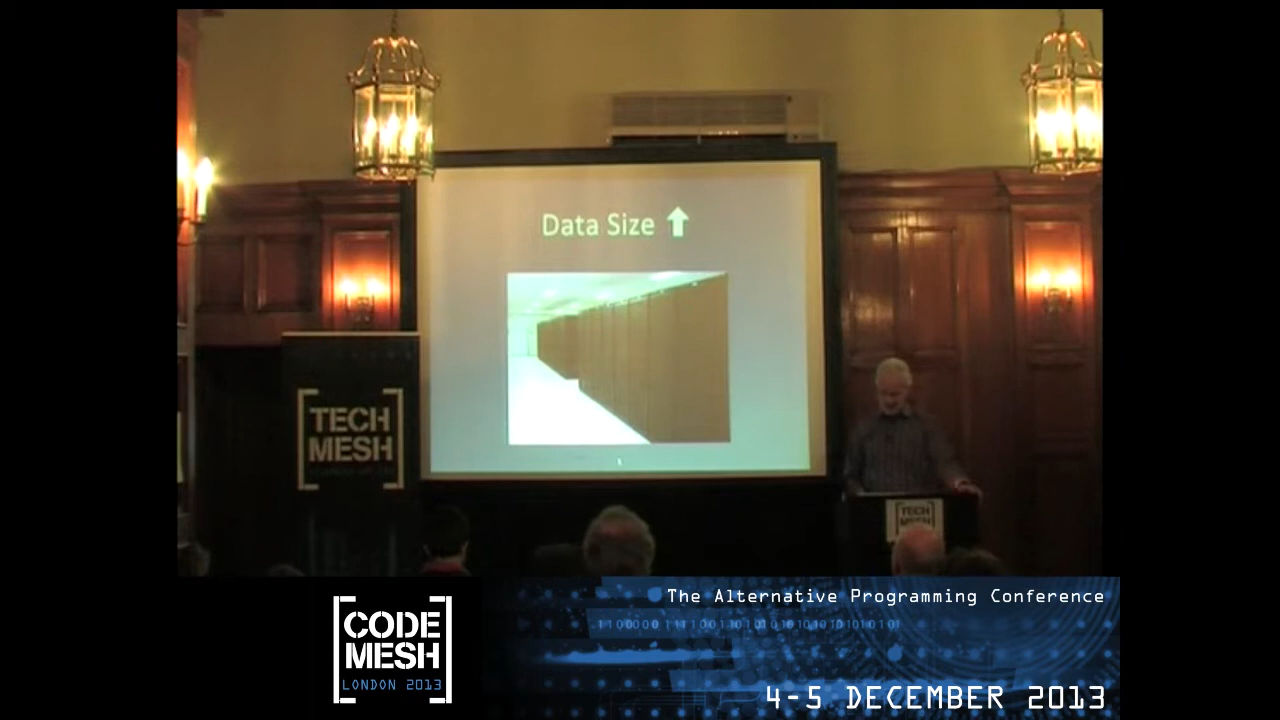 Data Size ⬆
TECH
MESH
TECH
MESH
CODE
MESH
LONDON 2013
The Alternative Programming Conference
4-5 DECEMBER 2013